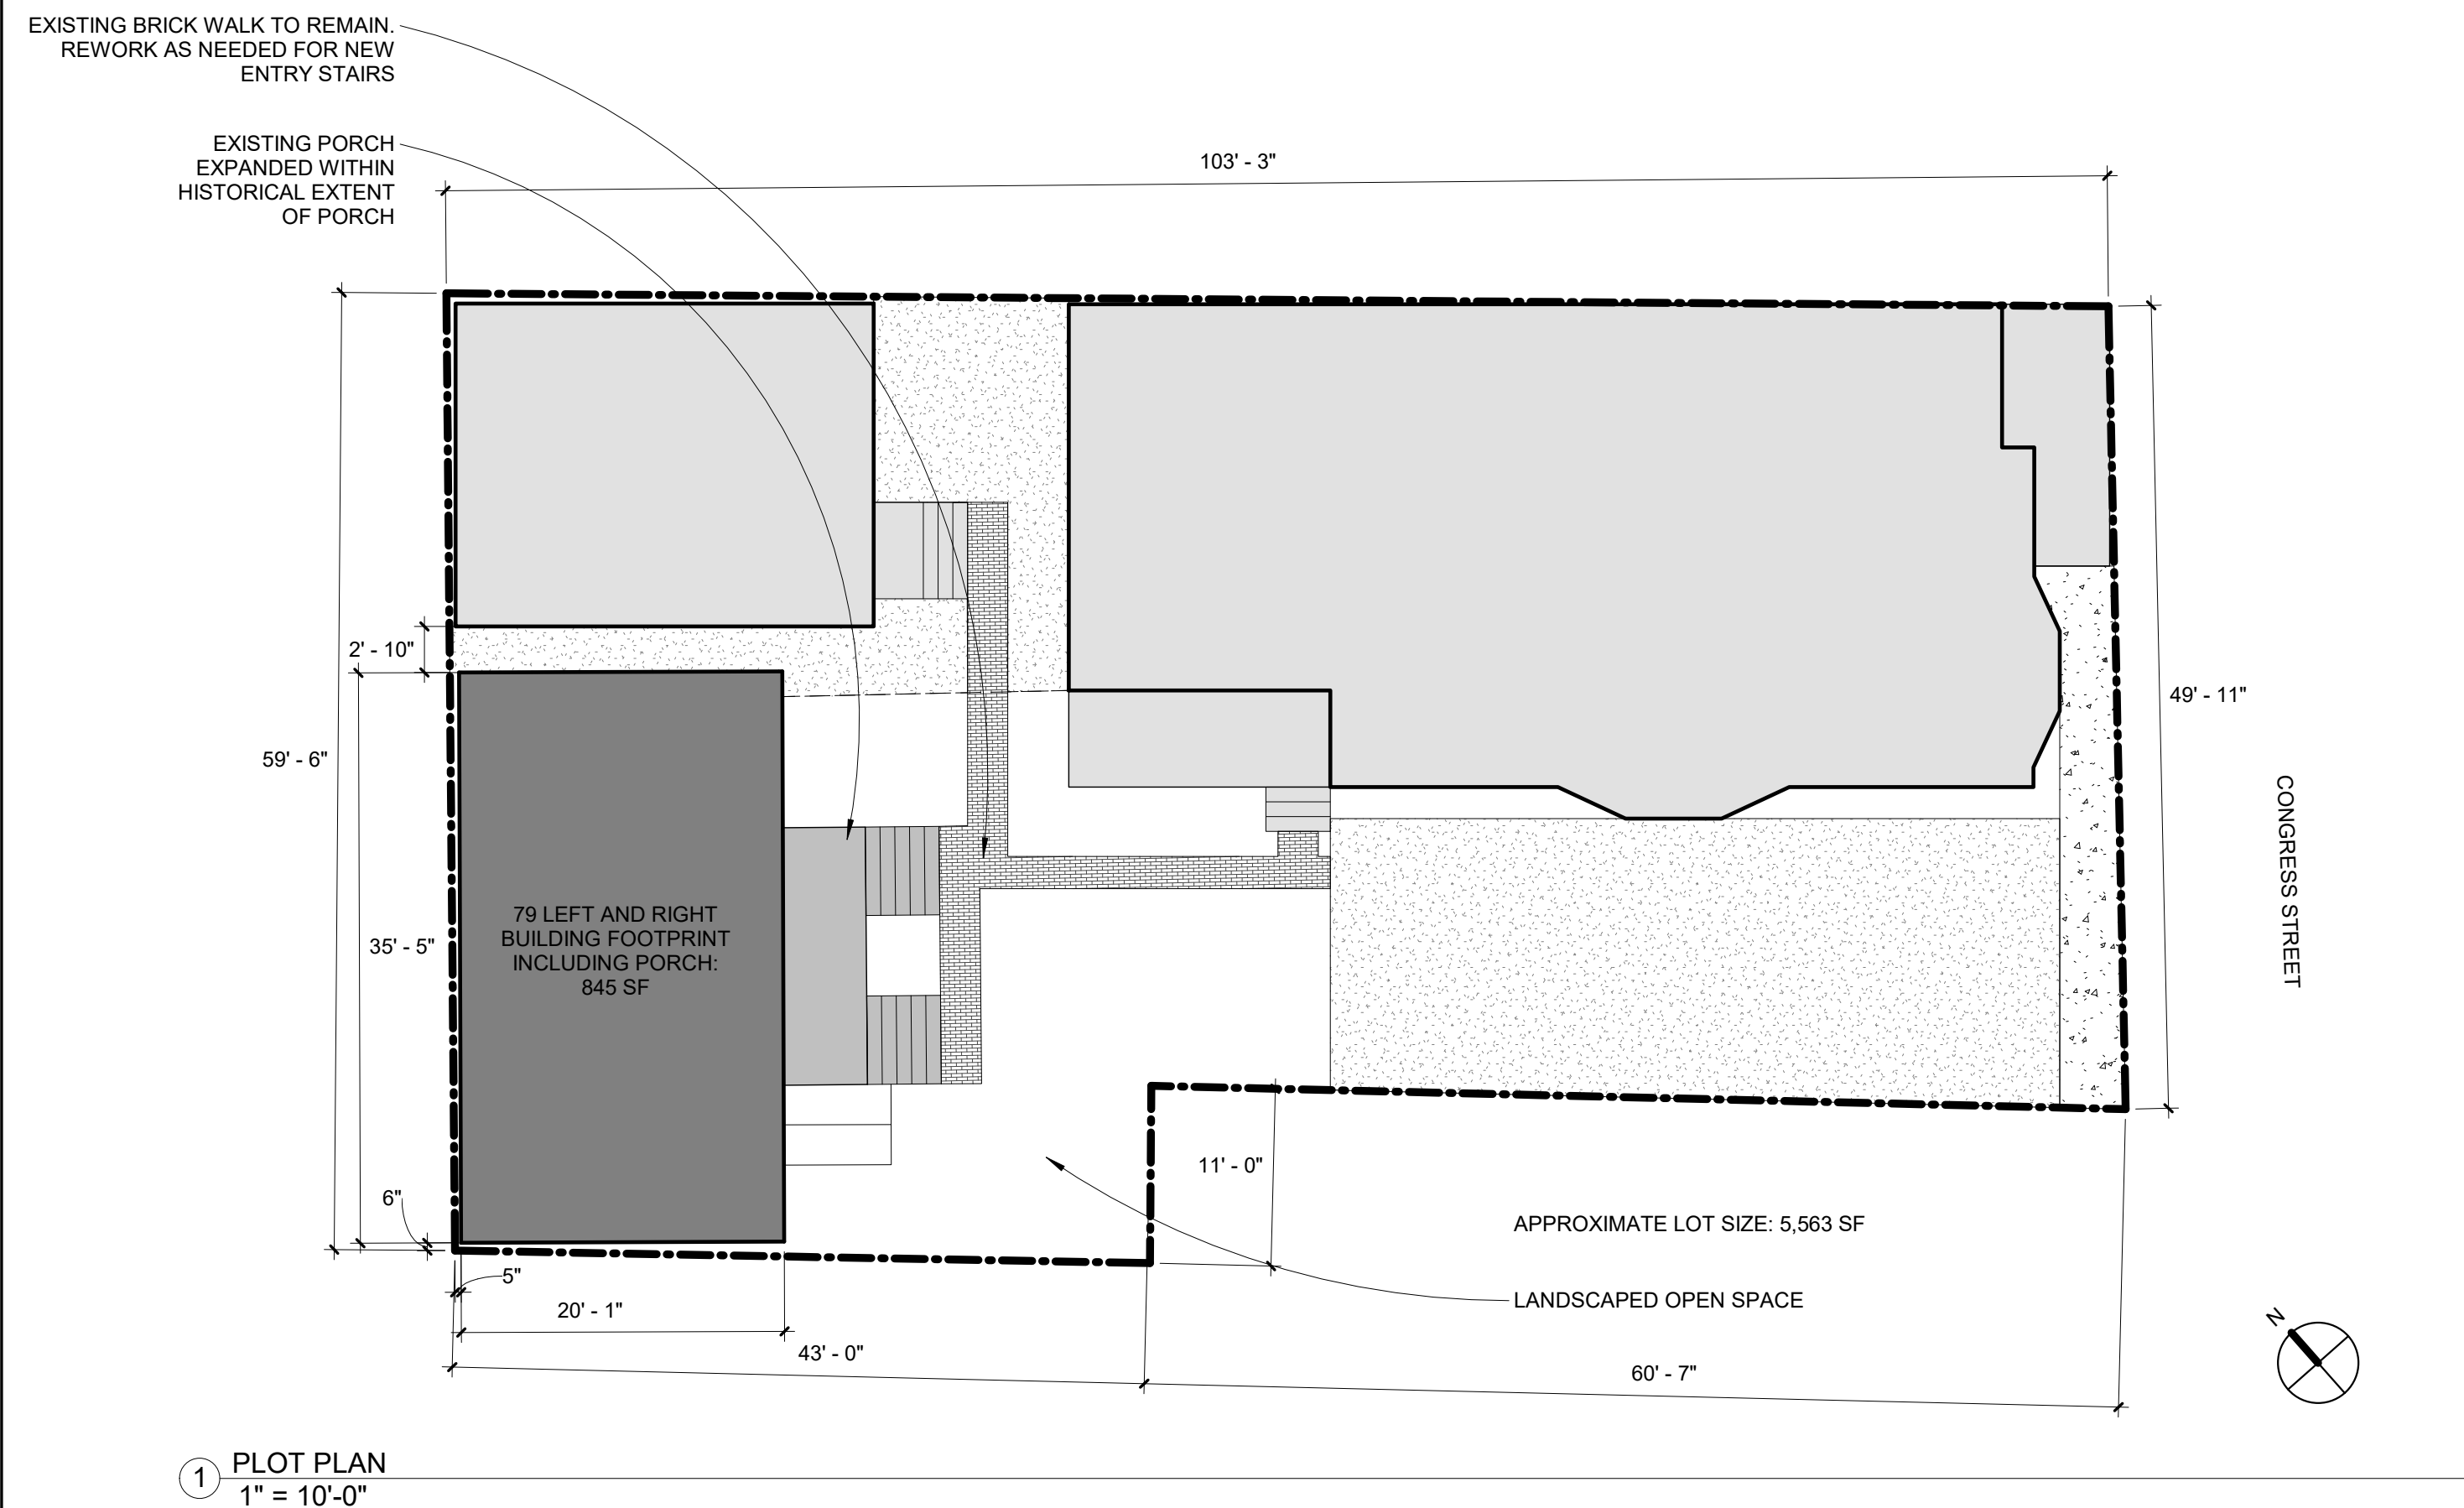 EXISTING BRICK WALK TO REMAIN.
REWORK AS NEEDED FOR NEW
ENTRY STAIRS
EXISTING PORCH
EXPANDED WITHIN
HISTORICAL EXTENT
OF PORCH
103' - 3"
2' - 10"
49' - 11"
59' - 6"
CONGRESS STREET
79 LEFT AND RIGHT
BUILDING FOOTPRINT
INCLUDING PORCH:
845 SF
35' - 5"
11' - 0"
6"
APPROXIMATE LOT SIZE: 5,563 SF
5"
LANDSCAPED OPEN SPACE
20' - 1"
N
43' - 0"
60' - 7"
1 PLOT PLAN
1" = 10'-0"